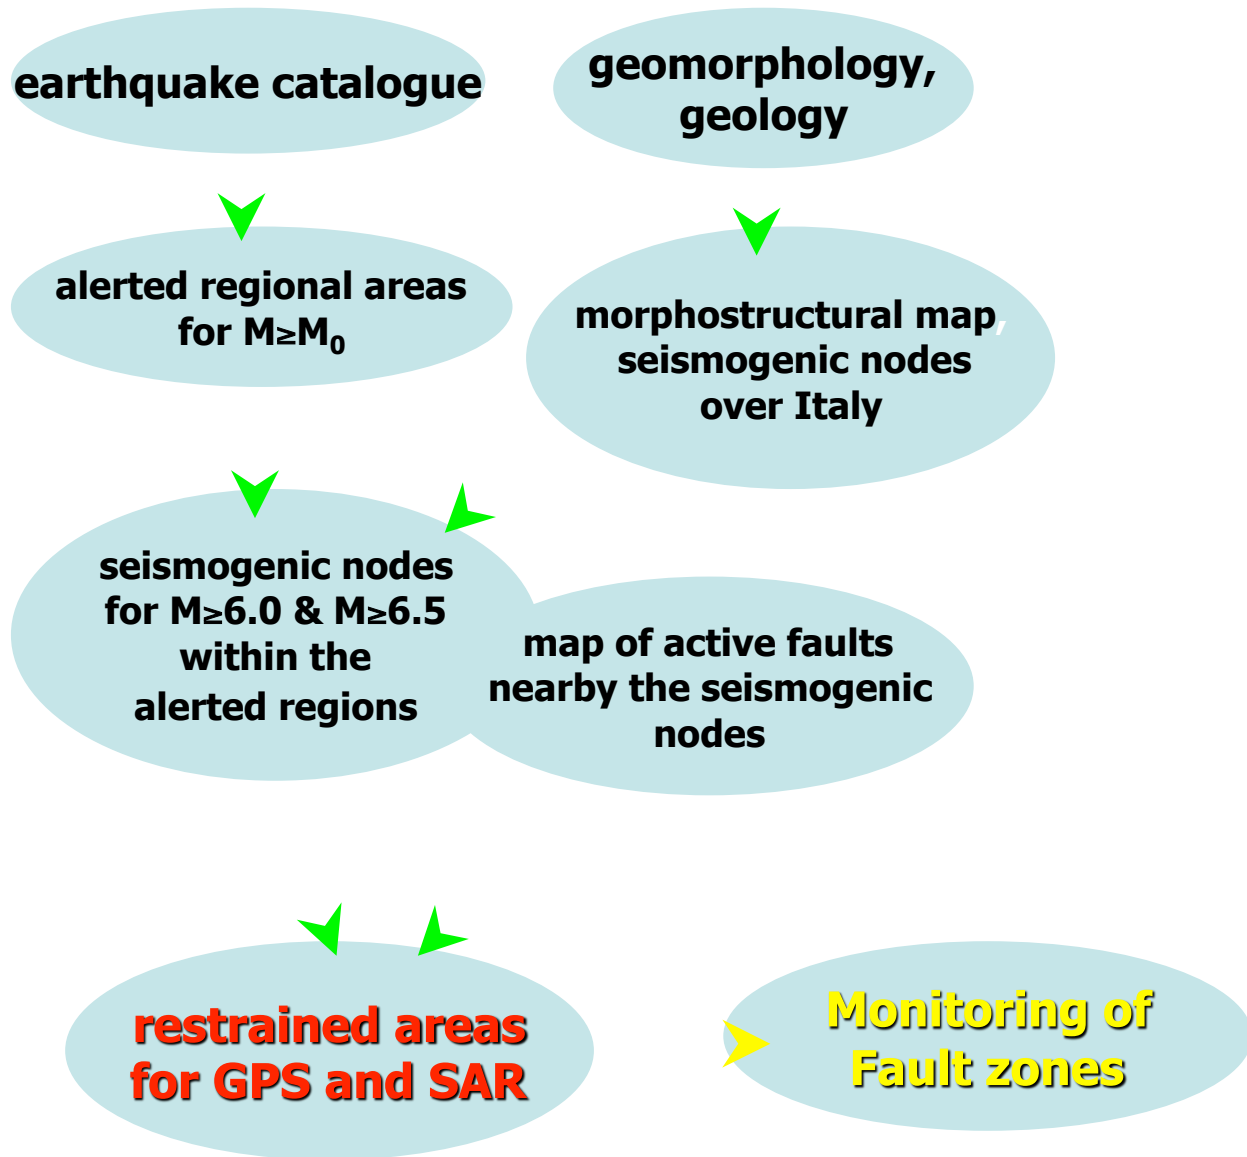 earthquake catalogue
geomorphology,
geology
alerted regional areas
for M≥M₀
morphostructural map,
seismogenic nodes
over Italy
seismogenic nodes
for M≥6.0 & M≥6.5
within the
alerted regions
map of active faults
nearby the seismogenic
nodes
restrained areas
for GPS and SAR
Monitoring of
Fault zones